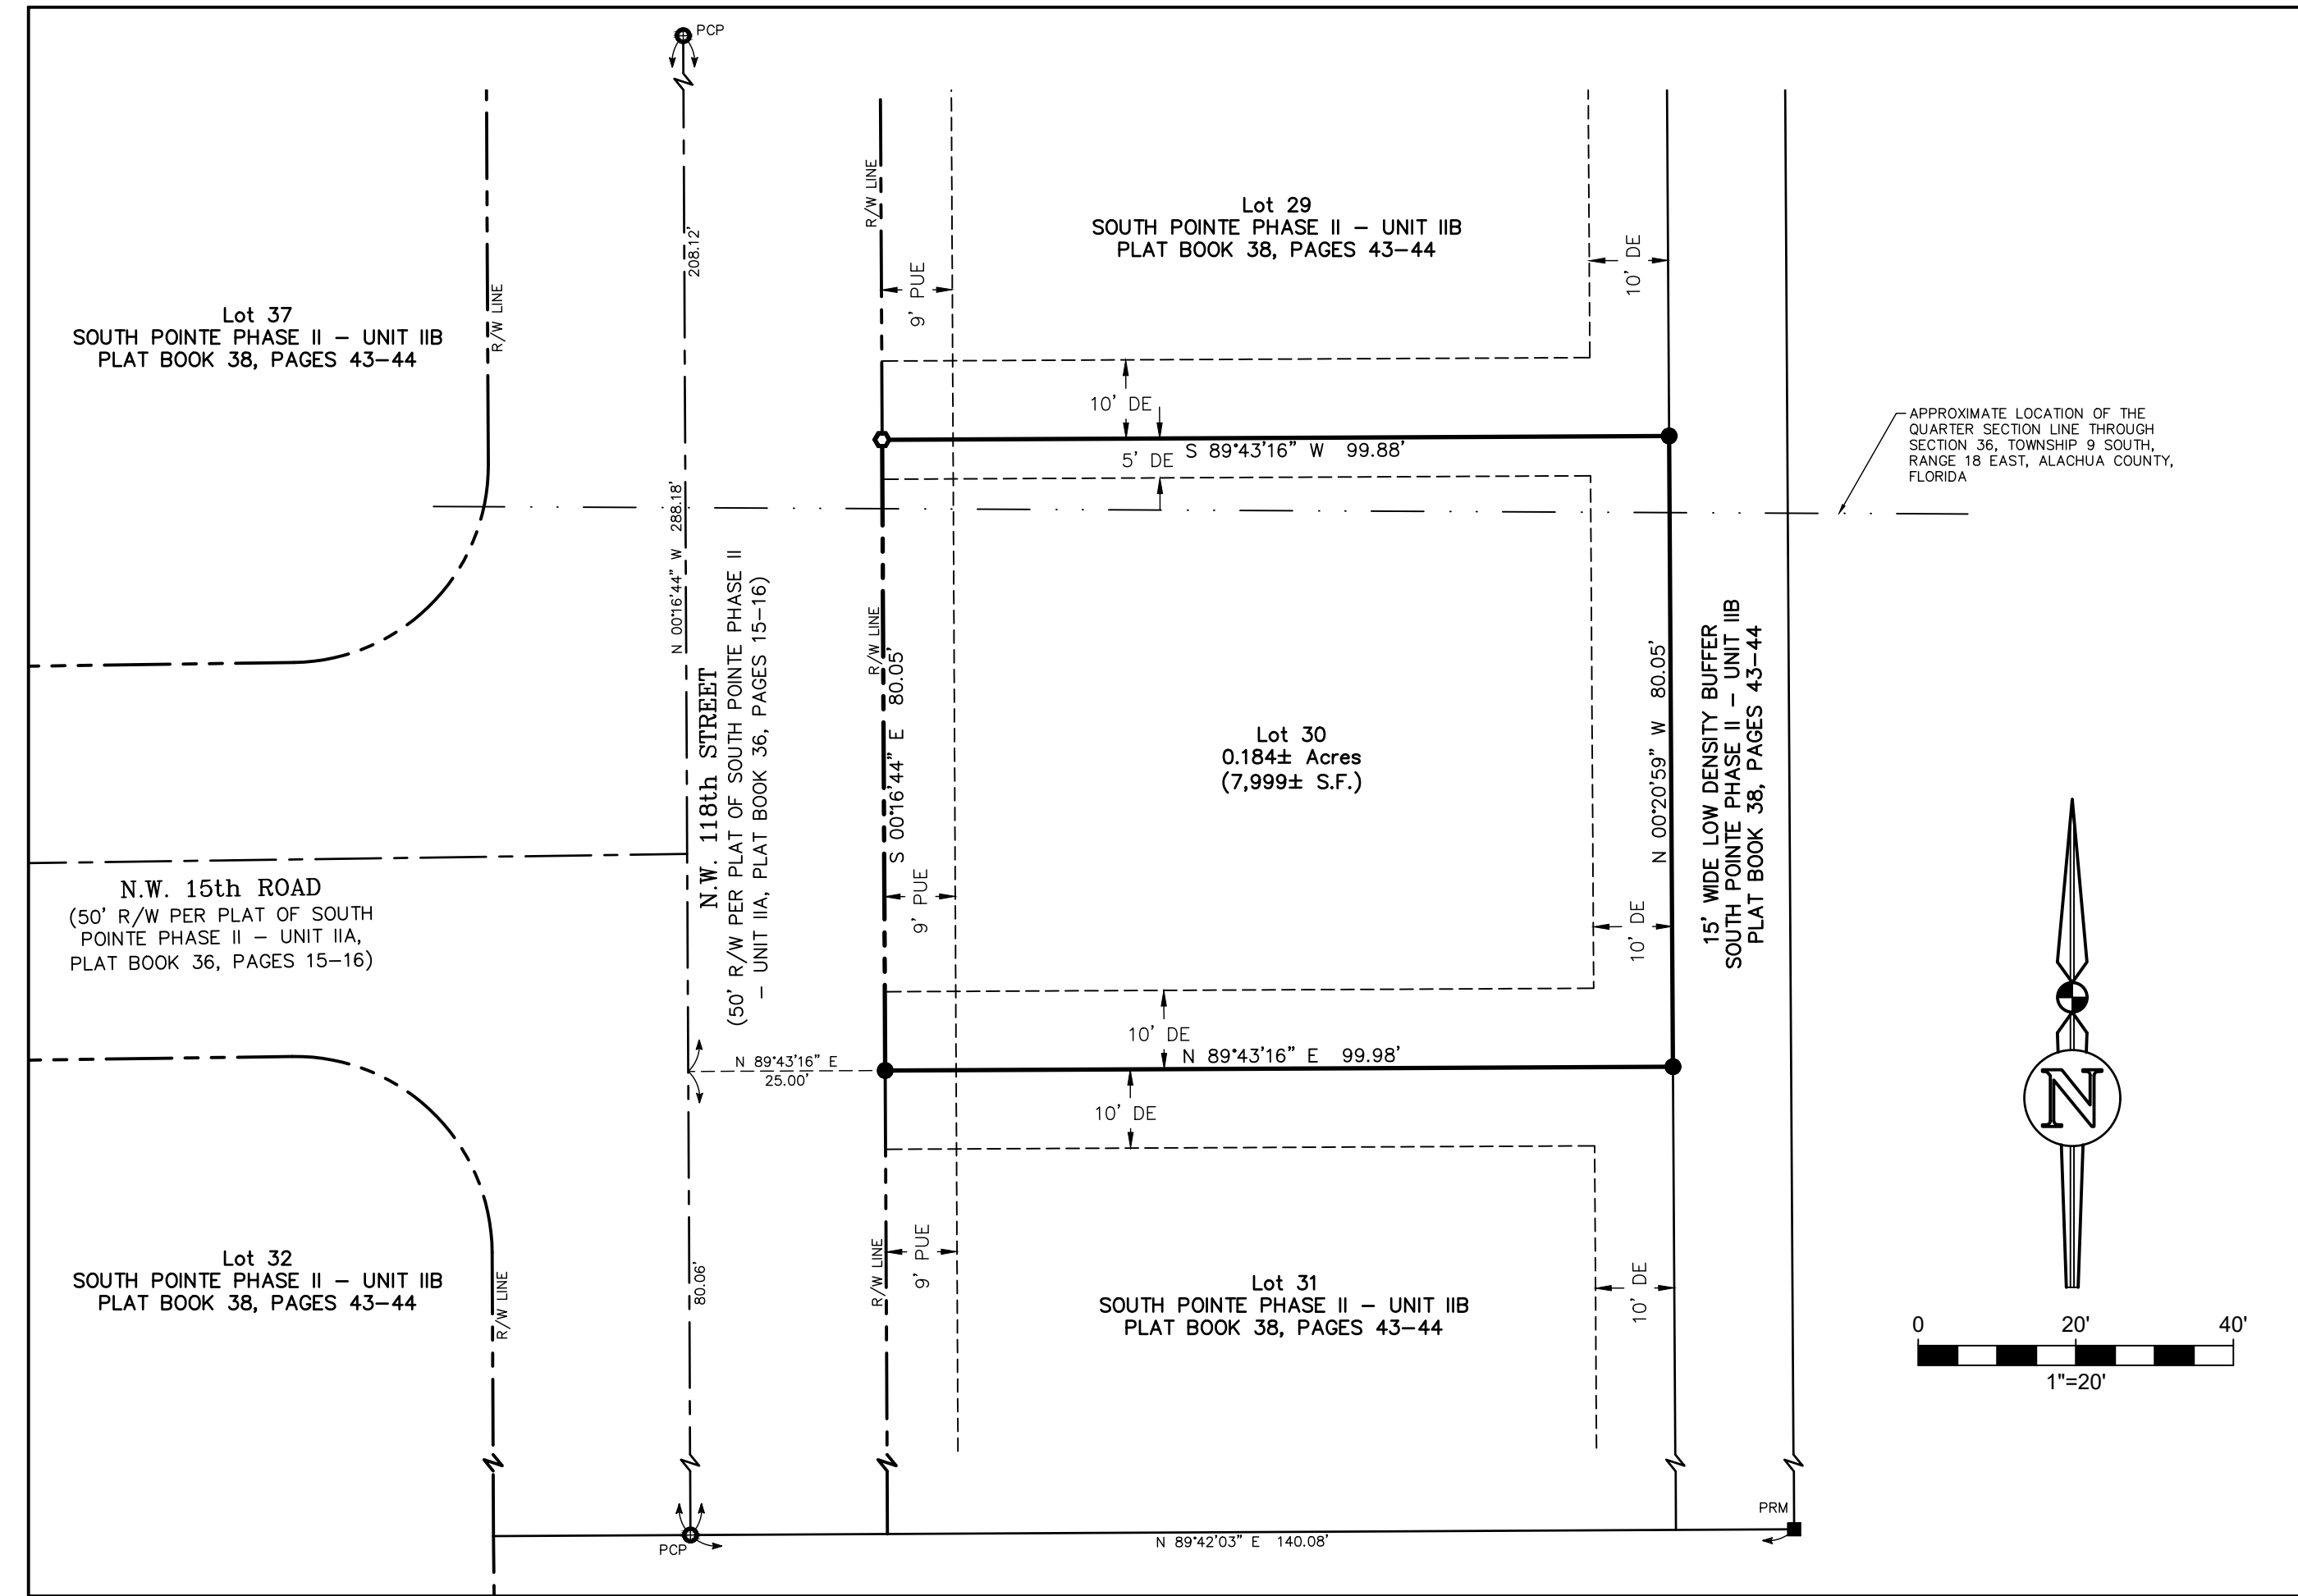 PCP
R/W LINE
208.12'
Lot 29
SOUTH POINTE PHASE II – UNIT IIB
PLAT BOOK 38, PAGES 43–44
10' DE
9' PUE
Lot 37
SOUTH POINTE PHASE II – UNIT IIB
PLAT BOOK 38, PAGES 43–44
R/W LINE
10' DE
S 89°43'16" W 99.88'
5' DE
APPROXIMATE LOCATION OF THE
QUARTER SECTION LINE THROUGH
SECTION 36, TOWNSHIP 9 SOUTH,
RANGE 18 EAST, ALACHUA COUNTY,
FLORIDA
N 00°16'44" W 288.18'
N.W. 118th STREET
(50' R/W PER PLAT OF SOUTH POINTE PHASE II
– UNIT IIA, PLAT BOOK 36, PAGES 15–16)
R/W LINE
S 00°16'44" E 80.05'
Lot 30
0.184± Acres
(7,999± S.F.)
N 00°20'59" W 80.05'
15' WIDE LOW DENSITY BUFFER
SOUTH POINTE PHASE II – UNIT IIB
PLAT BOOK 38, PAGES 43–44
N.W. 15th ROAD
(50' R/W PER PLAT OF SOUTH
POINTE PHASE II – UNIT IIA,
PLAT BOOK 36, PAGES 15–16)
9' PUE
10' DE
10' DE
N 89°43'16" E 99.98'
N 89°43'16" E
25.00'
10' DE
N
Lot 32
SOUTH POINTE PHASE II – UNIT IIB
PLAT BOOK 38, PAGES 43–44
R/W LINE
80.06'
R/W LINE
9' PUE
Lot 31
SOUTH POINTE PHASE II – UNIT IIB
PLAT BOOK 38, PAGES 43–44
10' DE
0 20' 40'
1"=20'
PRM
PCP
N 89°42'03" E 140.08'